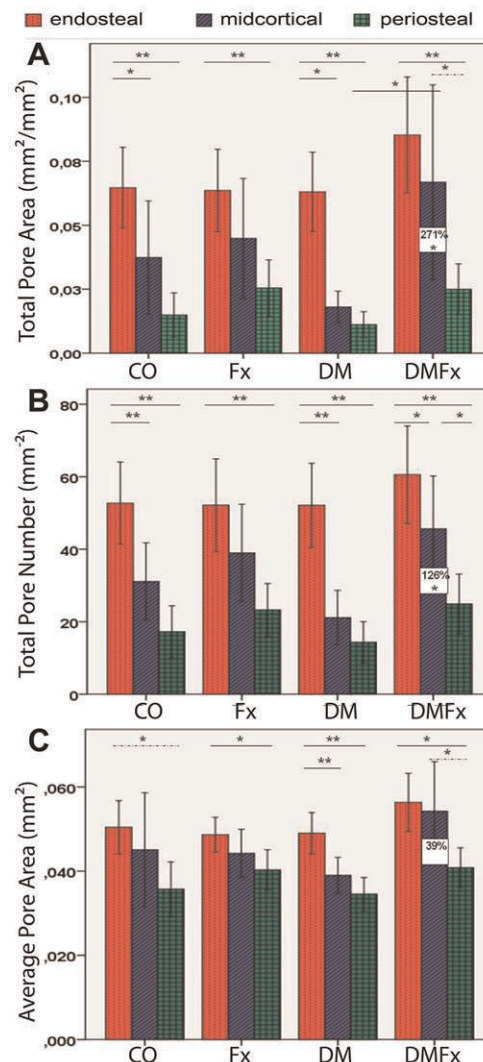 endosteal midcortical periosteal
A
Total Pore Area (mm²/mm²)
0,10
0,08
0,05
0,03
0,00
** ** ** **
* * * *
271%
*
CO Fx DM DMFx
B
Total Pore Number (mm⁻²)
80
60
40
20
0
** ** ** **
** ** * *
126%
*
CO Fx DM DMFx
C
Average Pore Area (mm²)
,060
,040
,020
,000
* * ** *
** *
39%
CO Fx DM DMFx